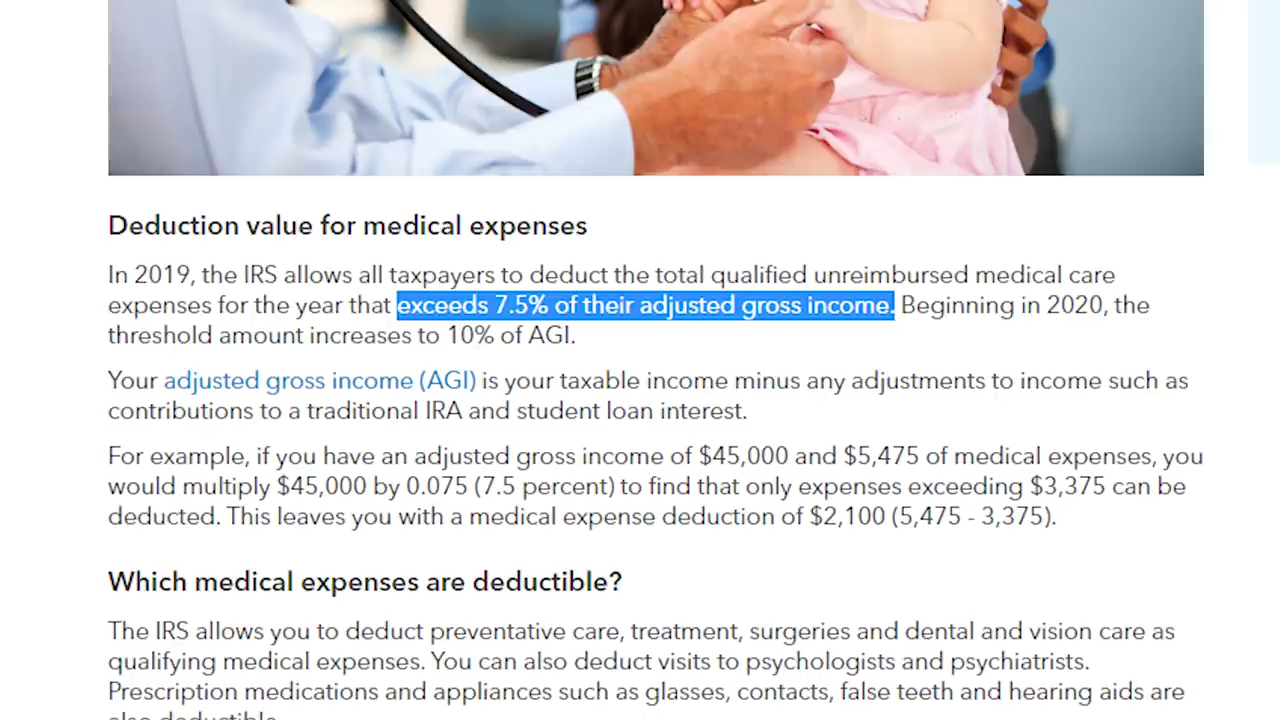 Deduction value for medical expenses
In 2019, the IRS allows all taxpayers to deduct the total qualified unreimbursed medical care
expenses for the year that exceeds 7.5% of their adjusted gross income. Beginning in 2020, the
threshold amount increases to 10% of AGI.
Your adjusted gross income (AGI) is your taxable income minus any adjustments to income such as
contributions to a traditional IRA and student loan interest.
For example, if you have an adjusted gross income of $45,000 and $5,475 of medical expenses, you
would multiply $45,000 by 0.075 (7.5 percent) to find that only expenses exceeding $3,375 can be
deducted. This leaves you with a medical expense deduction of $2,100 (5,475 - 3,375).
Which medical expenses are deductible?
The IRS allows you to deduct preventative care, treatment, surgeries and dental and vision care as
qualifying medical expenses. You can also deduct visits to psychologists and psychiatrists.
Prescription medications and appliances such as glasses, contacts, false teeth and hearing aids are
also deductible.